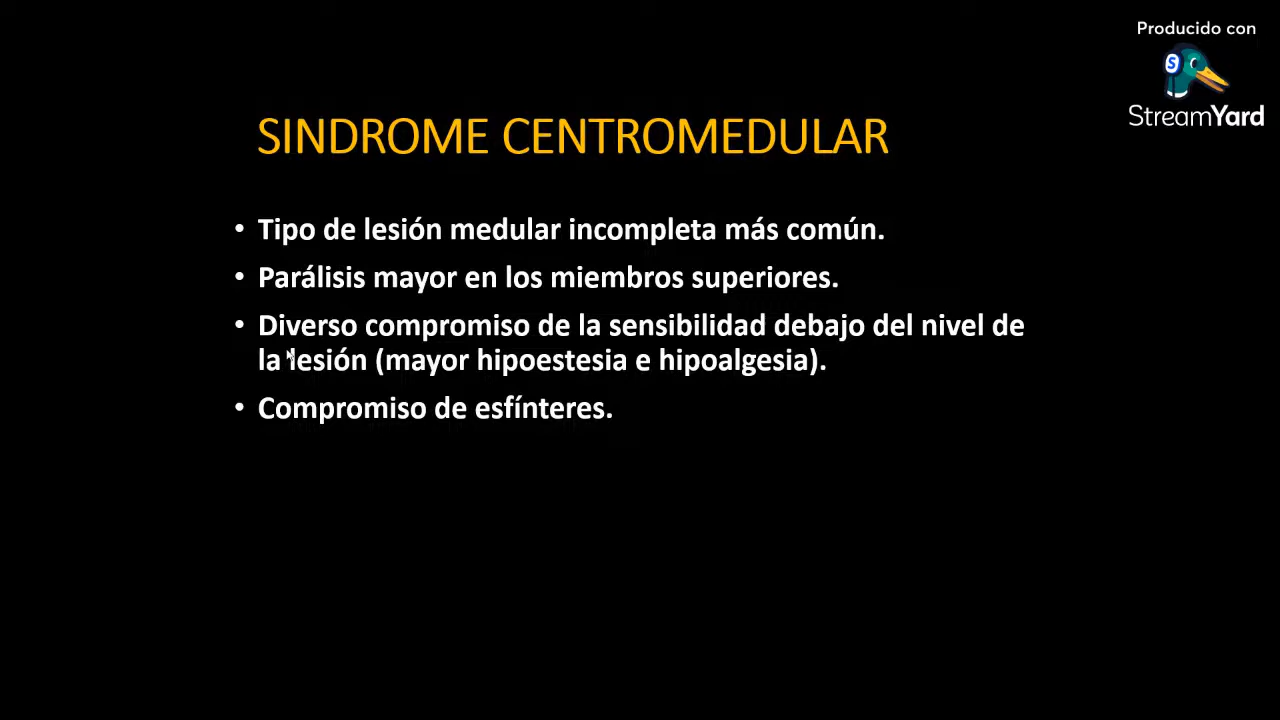 Producido con
S
StreamYard
SINDROME CENTROMEDULAR
• Tipo de lesión medular incompleta más común.
• Parálisis mayor en los miembros superiores.
• Diverso compromiso de la sensibilidad debajo del nivel de
la lesión (mayor hipoestesia e hipoalgesia).
• Compromiso de esfínteres.